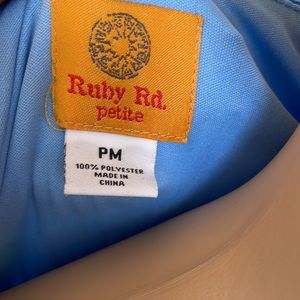 Ruby Rd.
petite
PM
100% POLYESTER
MADE IN
CHINA